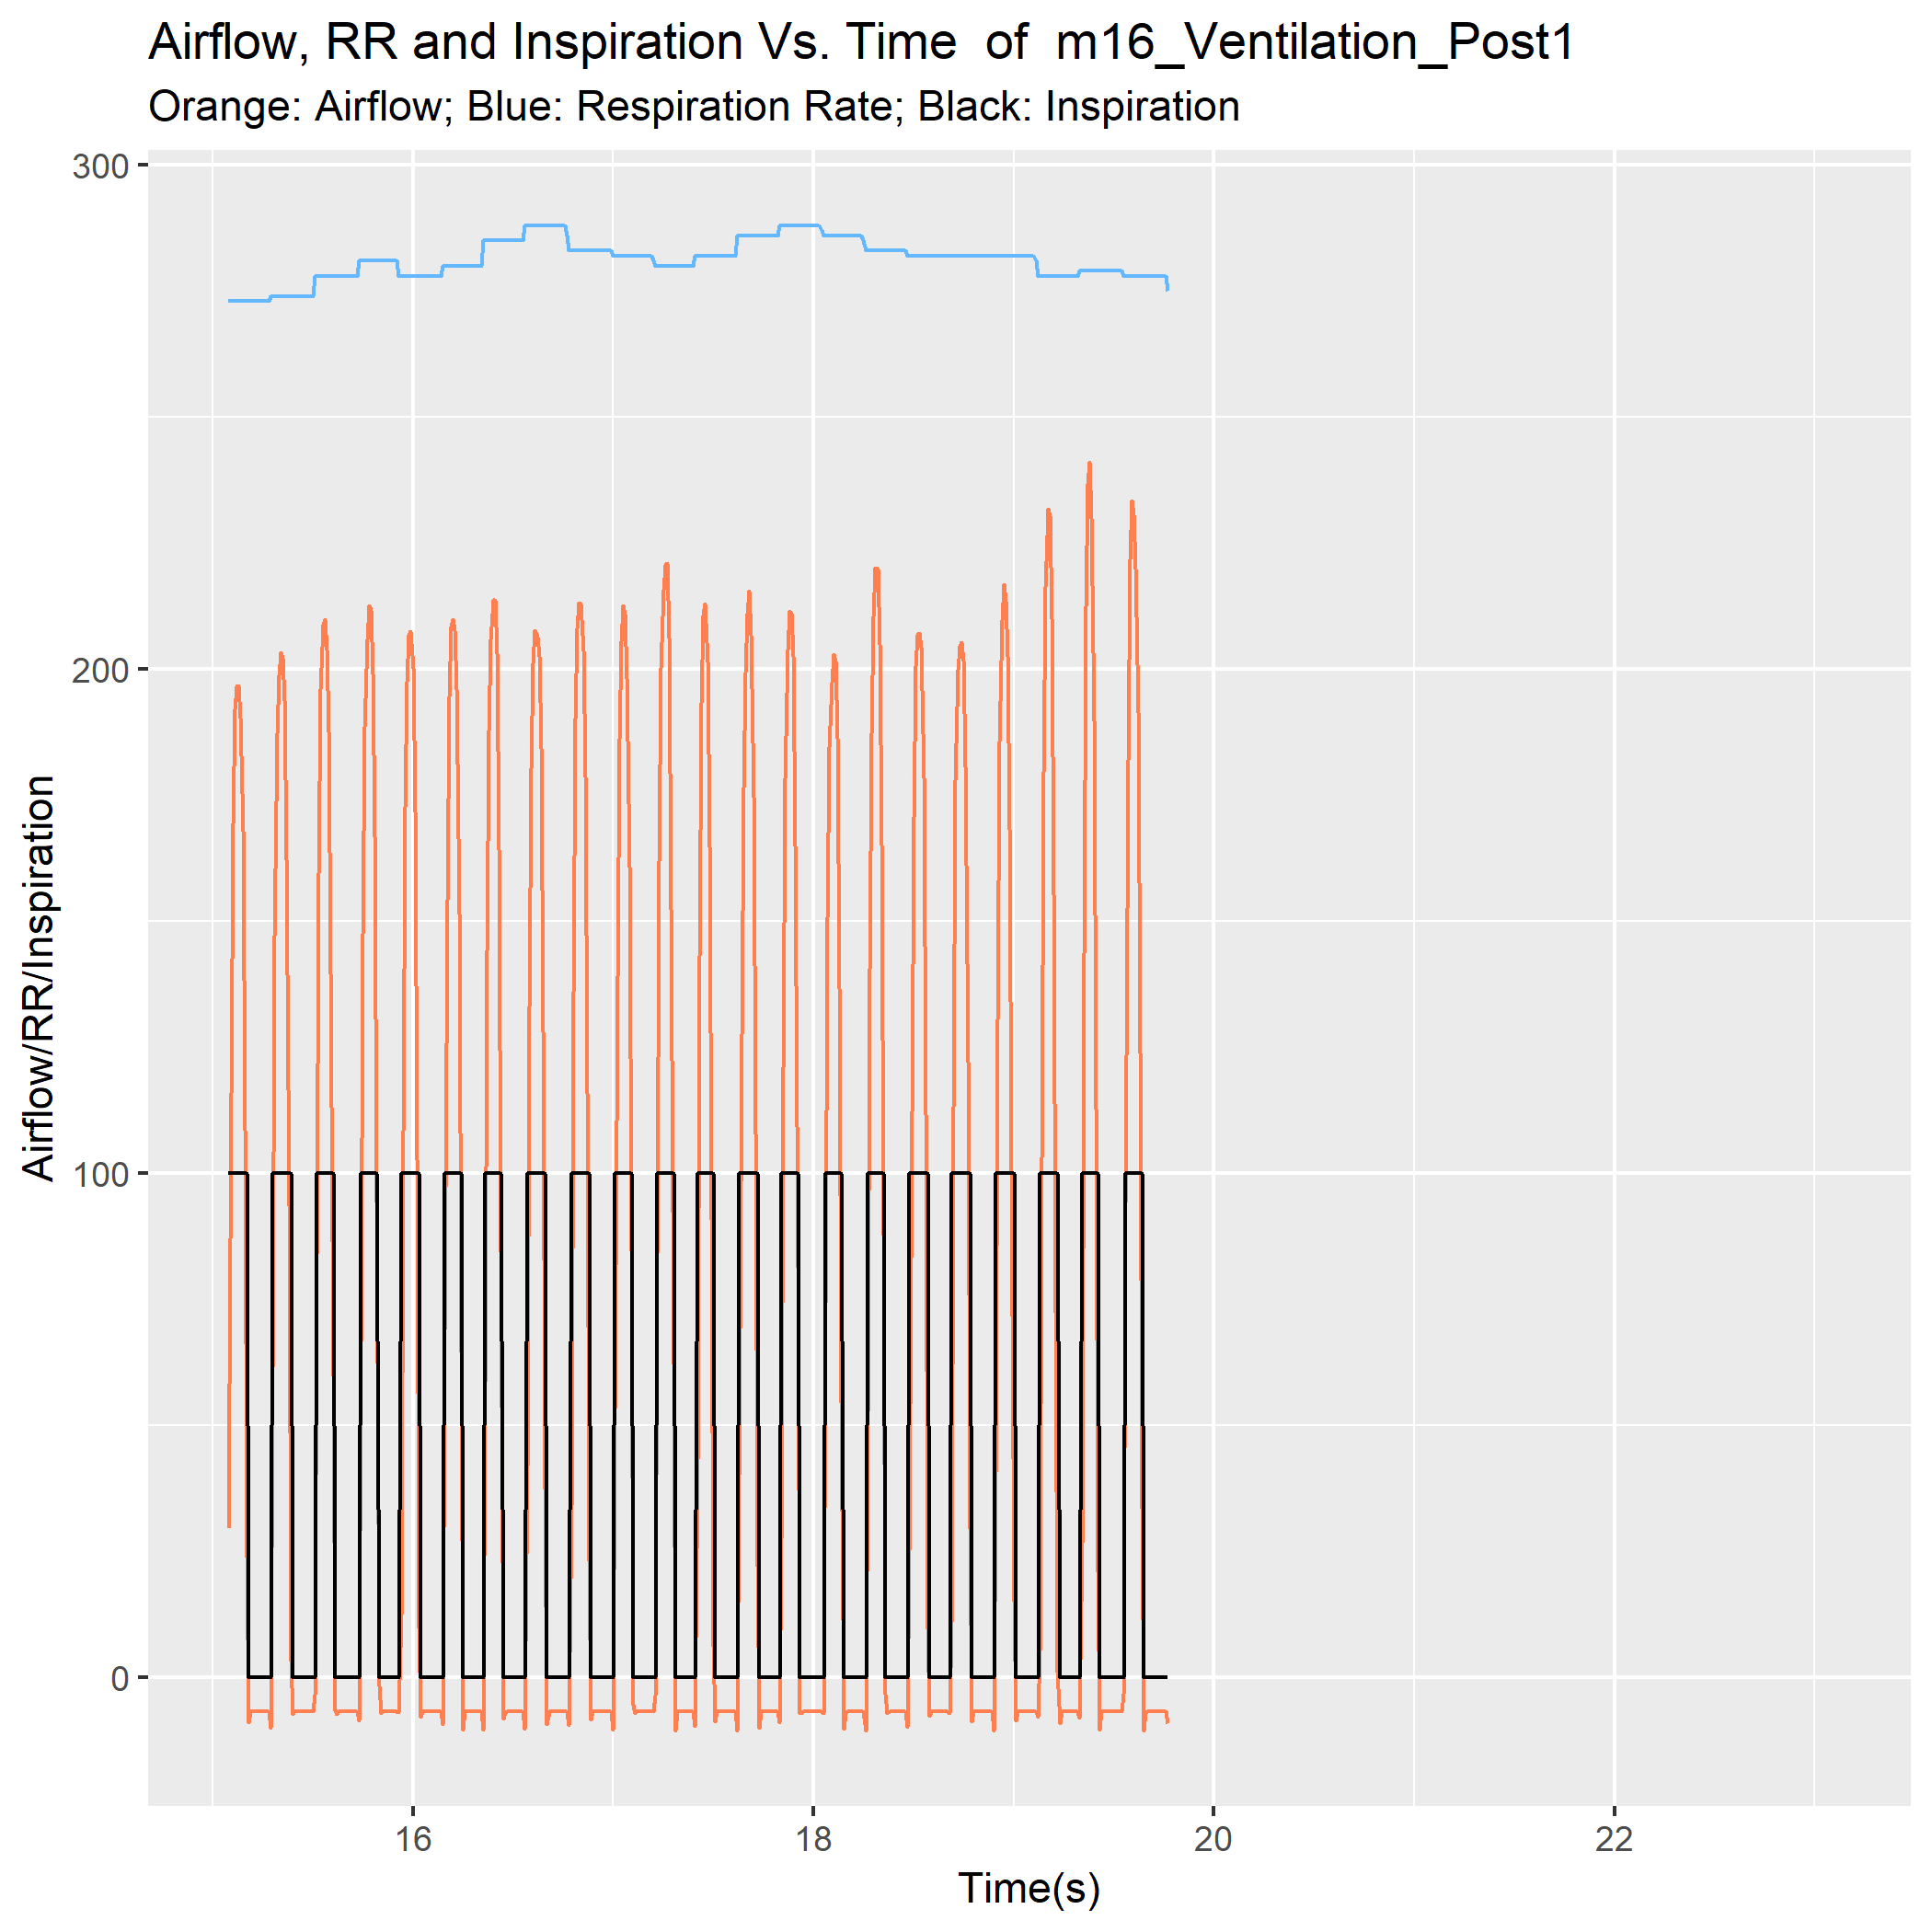 Airflow, RR and Inspiration Vs. Time  of  m16_Ventilation_Post1
Orange: Airflow; Blue: Respiration Rate; Black: Inspiration
300
200
100
0
Airflow/RR/Inspiration
16 18 20 22
Time(s)